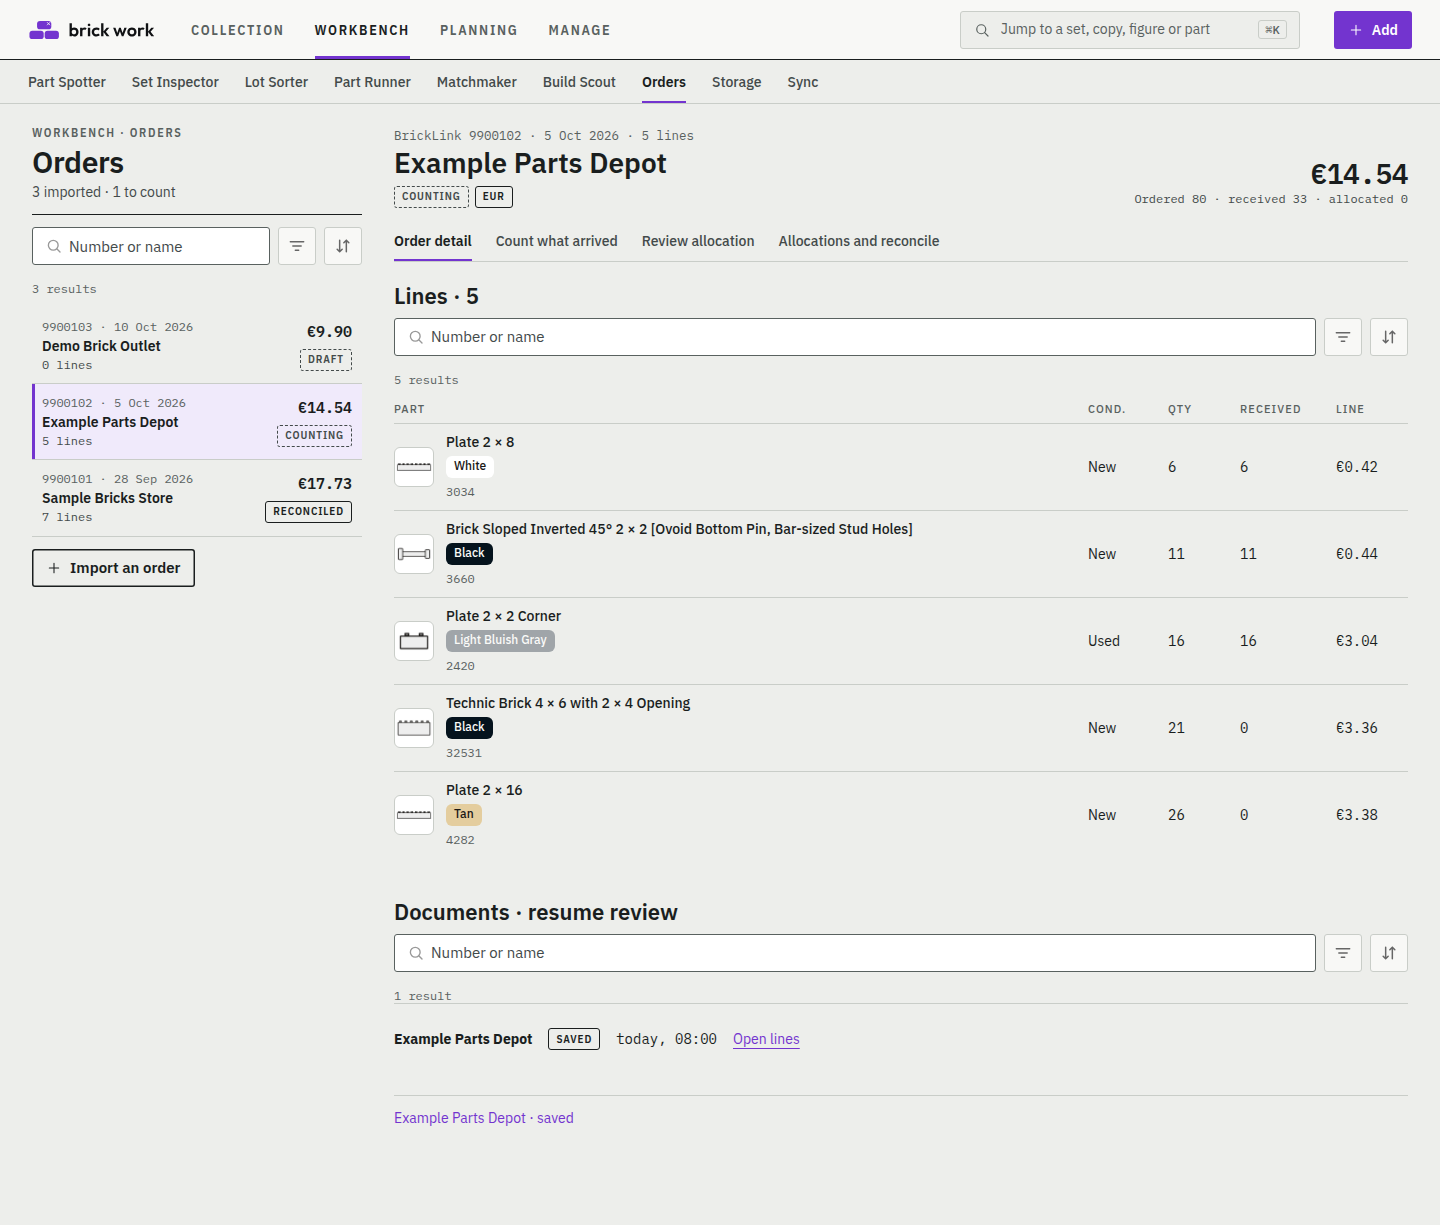 brick work
COLLECTION
WORKBENCH
PLANNING
MANAGE
Jump to a set, copy, figure or part
⌘K
+ Add
Part Spotter
Set Inspector
Lot Sorter
Part Runner
Matchmaker
Build Scout
Orders
Storage
Sync
WORKBENCH · ORDERS
Orders
3 imported · 1 to count
Number or name
3 results
9900103 · 10 Oct 2026
Demo Brick Outlet
0 lines
€9.90
DRAFT
9900102 · 5 Oct 2026
Example Parts Depot
5 lines
€14.54
COUNTING
9900101 · 28 Sep 2026
Sample Bricks Store
7 lines
€17.73
RECONCILED
+ Import an order
BrickLink 9900102 · 5 Oct 2026 · 5 lines
Example Parts Depot
COUNTING
EUR
€14.54
Ordered 80 · received 33 · allocated 0
Order detail
Count what arrived
Review allocation
Allocations and reconcile
Lines · 5
Number or name
5 results
PART COND. QTY RECEIVED LINE
Plate 2 × 8
White
3034
New 6 6 €0.42
Brick Sloped Inverted 45° 2 × 2 [Ovoid Bottom Pin, Bar-sized Stud Holes]
Black
3660
New 11 11 €0.44
Plate 2 × 2 Corner
Light Bluish Gray
2420
Used 16 16 €3.04
Technic Brick 4 × 6 with 2 × 4 Opening
Black
32531
New 21 0 €3.36
Plate 2 × 16
Tan
4282
New 26 0 €3.38
Documents · resume review
Number or name
1 result
Example Parts Depot SAVED today, 08:00 Open lines
Example Parts Depot · saved